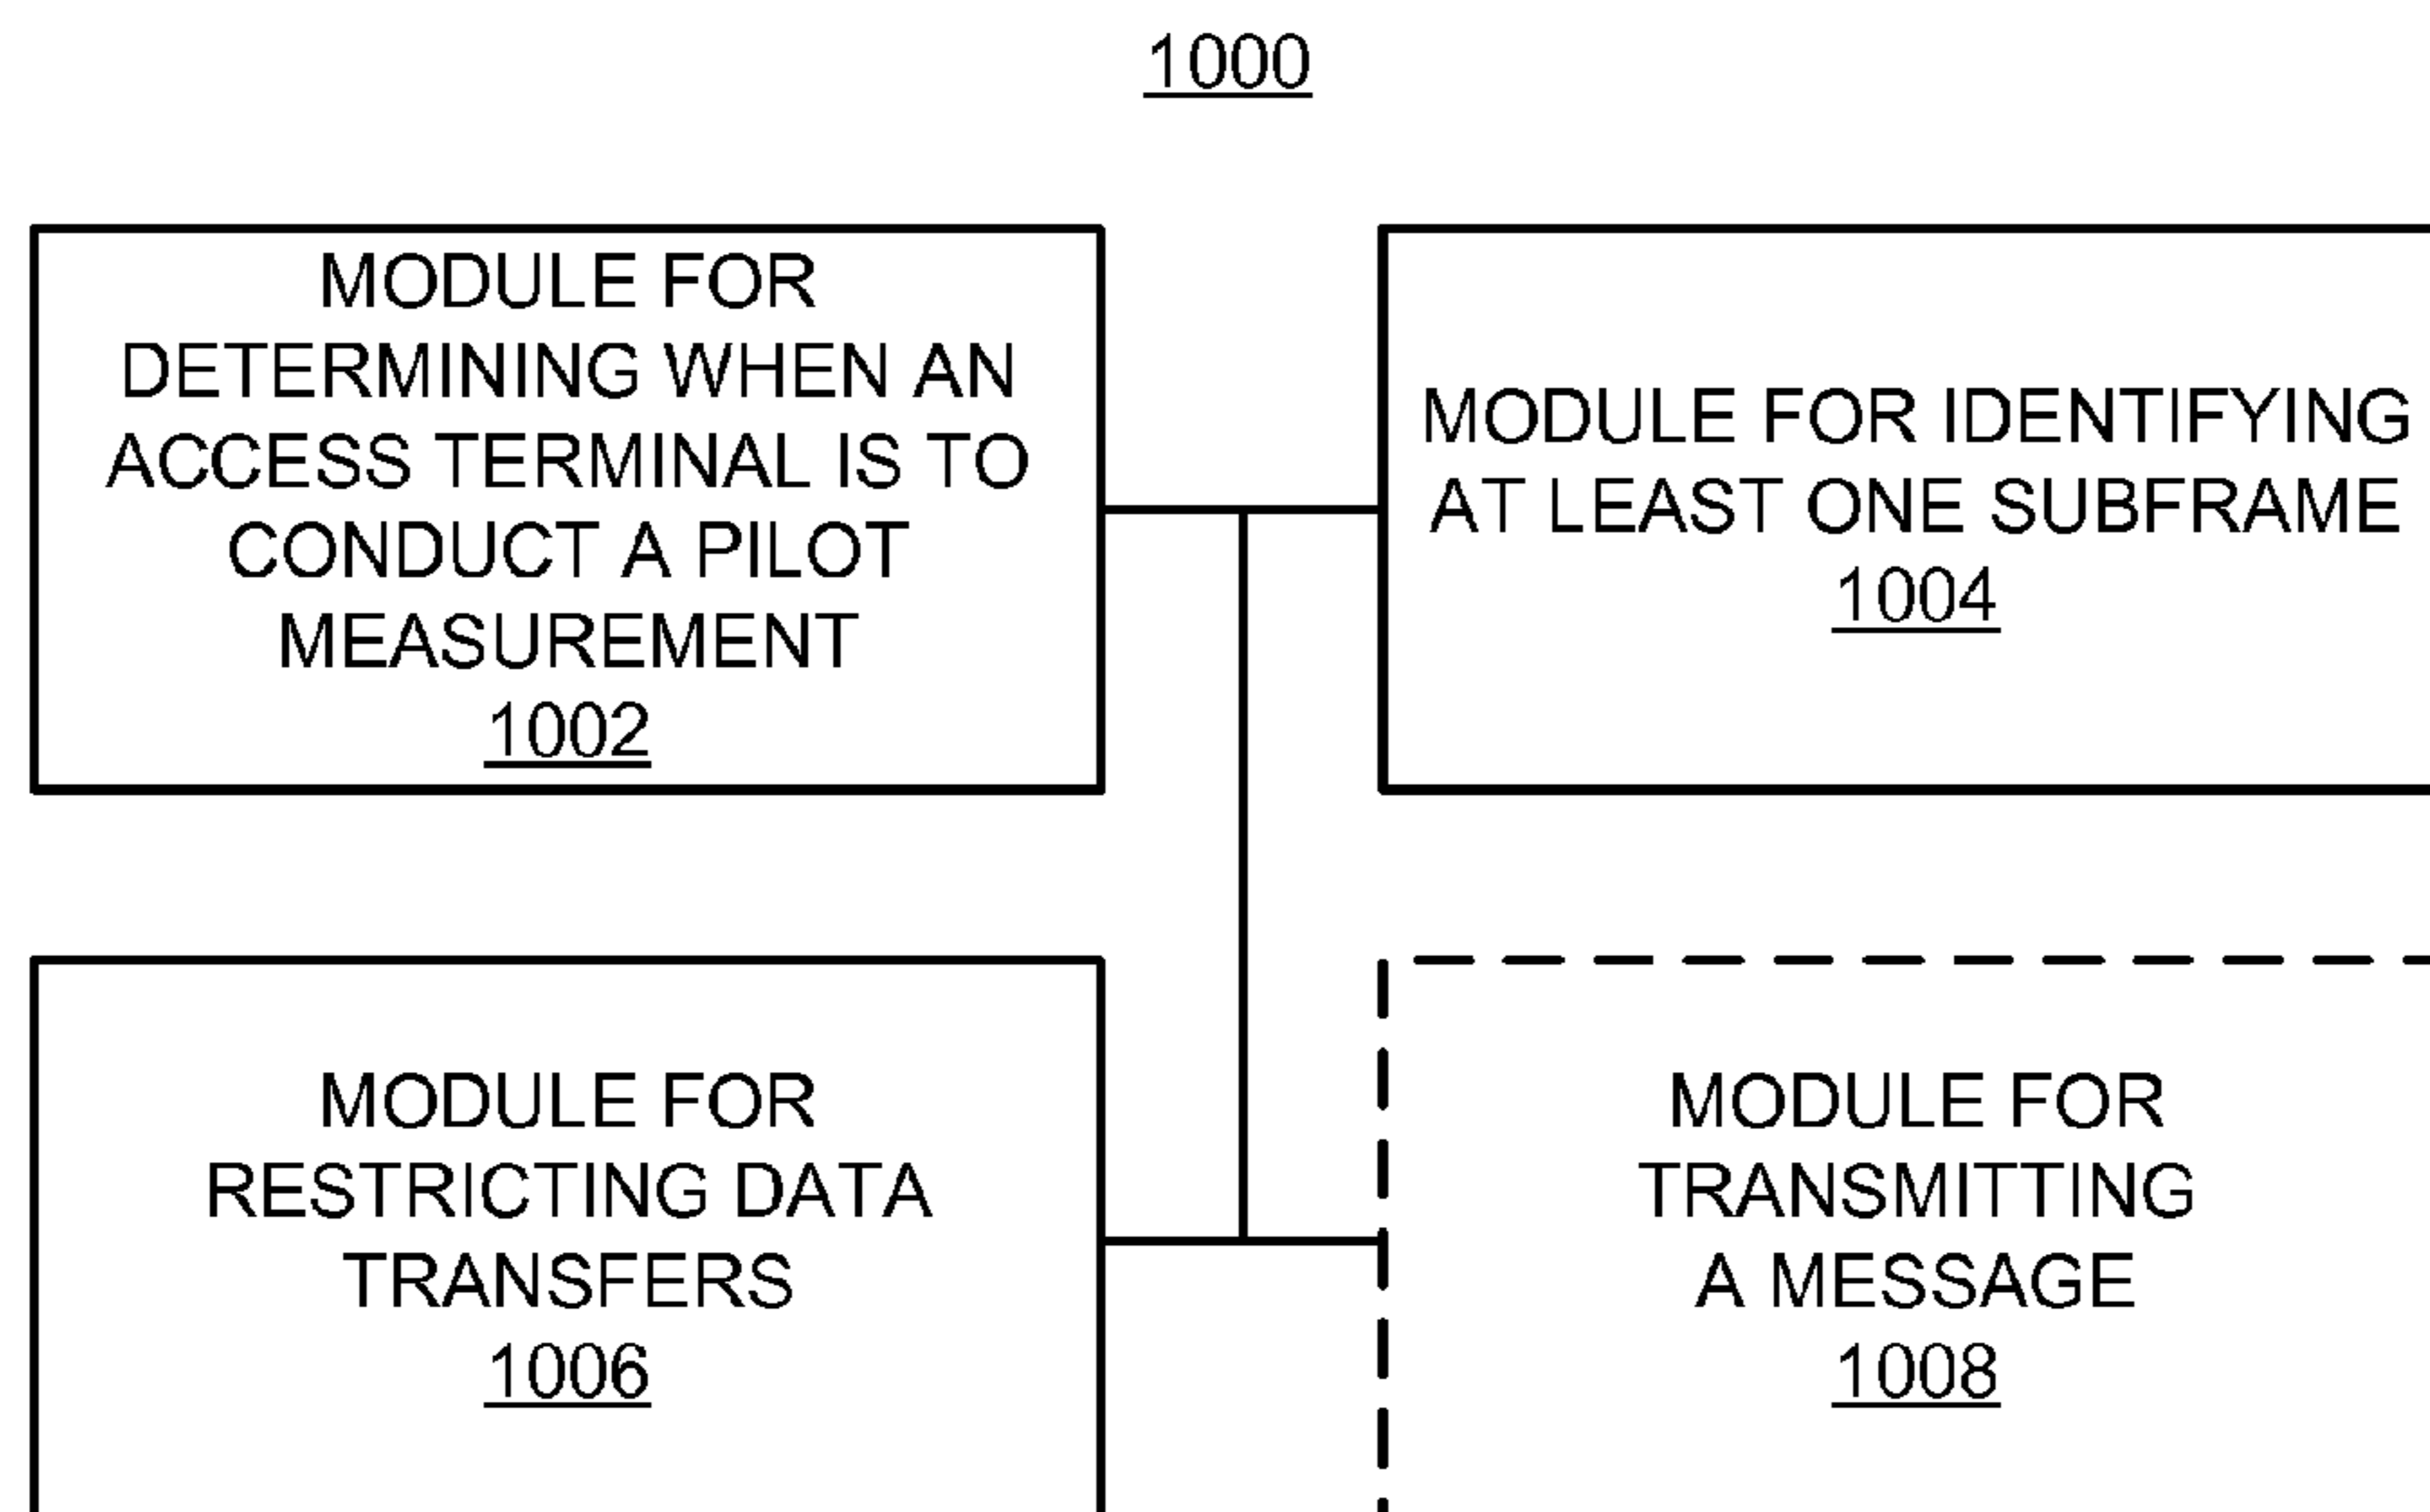 1000
MODULE FOR
DETERMINING WHEN AN
ACCESS TERMINAL IS TO
CONDUCT A PILOT
MEASUREMENT
1002
MODULE FOR IDENTIFYING
AT LEAST ONE SUBFRAME
1004
MODULE FOR
RESTRICTING DATA
TRANSFERS
1006
MODULE FOR
TRANSMITTING
A MESSAGE
1008